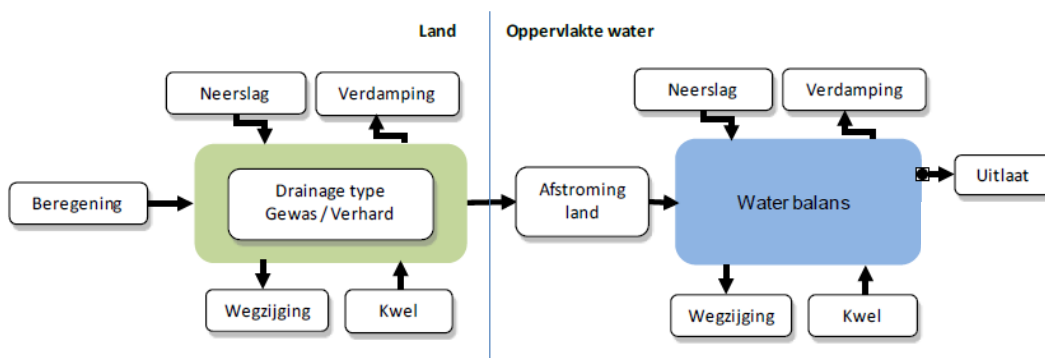 Land
Oppervlakte water
Neerslag
Verdamping
Neerslag
Verdamping
Beregening
Drainage type
Gewas / Verhard
Afstroming
land
Water balans
Uitlaat
Wegzijging
Kwel
Wegzijging
Kwel